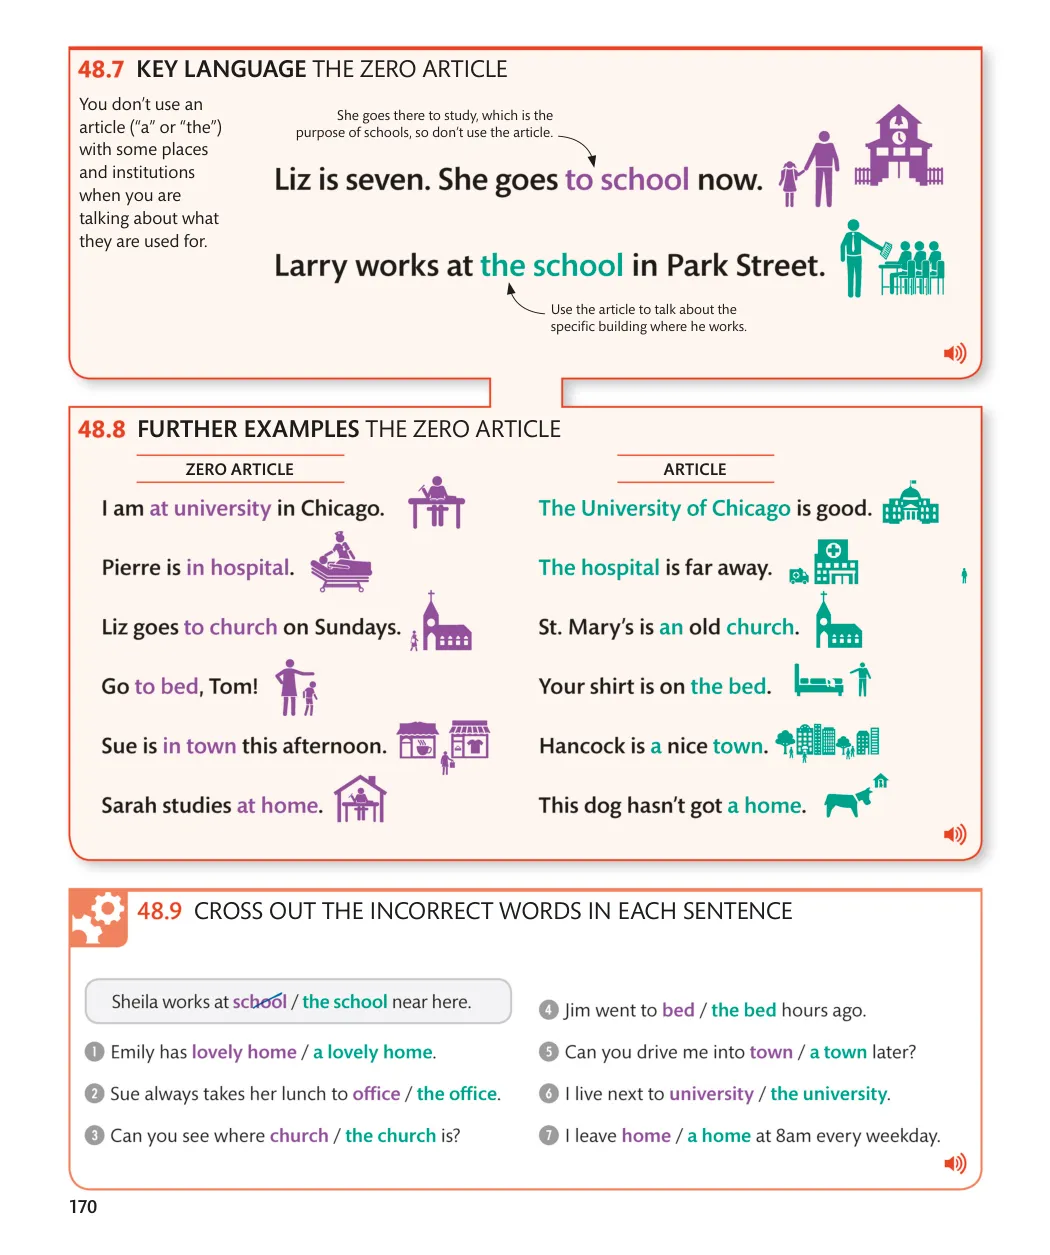 48.7 KEY LANGUAGE THE ZERO ARTICLE
You don't use an
article ("a" or "the")
with some places
and institutions
when you are
talking about what
they are used for.
She goes there to study, which is the
purpose of schools, so don't use the article.
Liz is seven. She goes to school now.
Larry works at the school in Park Street.
Use the article to talk about the
specific building where he works.
48.8 FURTHER EXAMPLES THE ZERO ARTICLE
ZERO ARTICLE
I am at university in Chicago.
Pierre is in hospital.
Liz goes to church on Sundays.
Go to bed, Tom!
Sue is in town this afternoon.
Sarah studies at home.
ARTICLE
The University of Chicago is good.
The hospital is far away.
St. Mary's is an old church.
Your shirt is on the bed.
Hancock is a nice town.
This dog hasn't got a home.
48.9 CROSS OUT THE INCORRECT WORDS IN EACH SENTENCE
Sheila works at school / the school near here.
1 Emily has lovely home / a lovely home.
2 Sue always takes her lunch to office / the office.
3 Can you see where church / the church is?
4 Jim went to bed / the bed hours ago.
5 Can you drive me into town / a town later?
6 I live next to university / the university.
7 I leave home / a home at 8am every weekday.
170